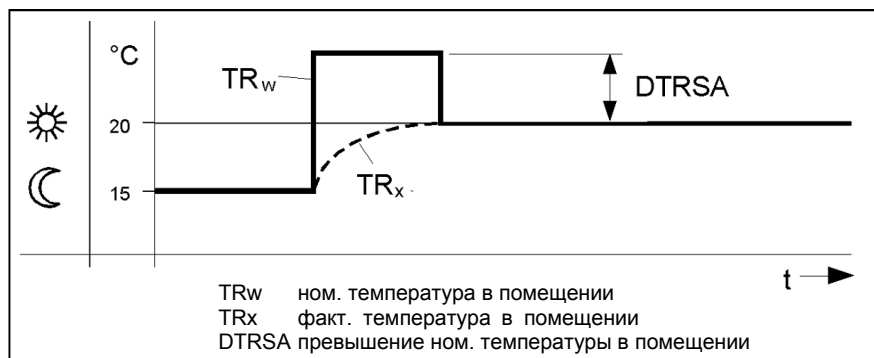 °C
TRw
DTRSA
20
TRx
15
t
TRw ном. температура в помещении
TRx факт. температура в помещении
DTRSA превышение ном. температуры в помещении